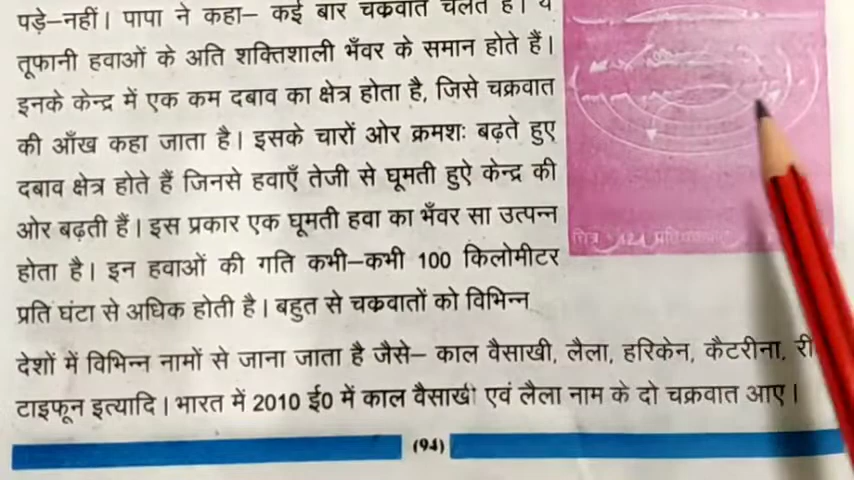 पड़े–नहीं। पापा ने कहा– कई बार चक्रवात चलते हैं। ये
तूफानी हवाओं के अति शक्तिशाली भँवर के समान होते हैं।
इनके केन्द्र में एक कम दबाव का क्षेत्र होता है, जिसे चक्रवात
की आँख कहा जाता है। इसके चारों ओर क्रमशः बढ़ते हुए
दबाव क्षेत्र होते हैं जिनसे हवाएँ तेजी से घूमती हुऐ केन्द्र की
ओर बढ़ती हैं। इस प्रकार एक घूमती हवा का भँवर सा उत्पन्न
होता है। इन हवाओं की गति कभी–कभी 100 किलोमीटर
प्रति घंटा से अधिक होती है। बहुत से चक्रवातों को विभिन्न
चित्र
देशों में विभिन्न नामों से जाना जाता है जैसे– काल वैसाखी, लैला, हरिकेन, कैटरीना,
टाइफून इत्यादि। भारत में 2010 ई0 में काल वैसाखी एवं लैला नाम के दो चक्रवात आए।
(94)